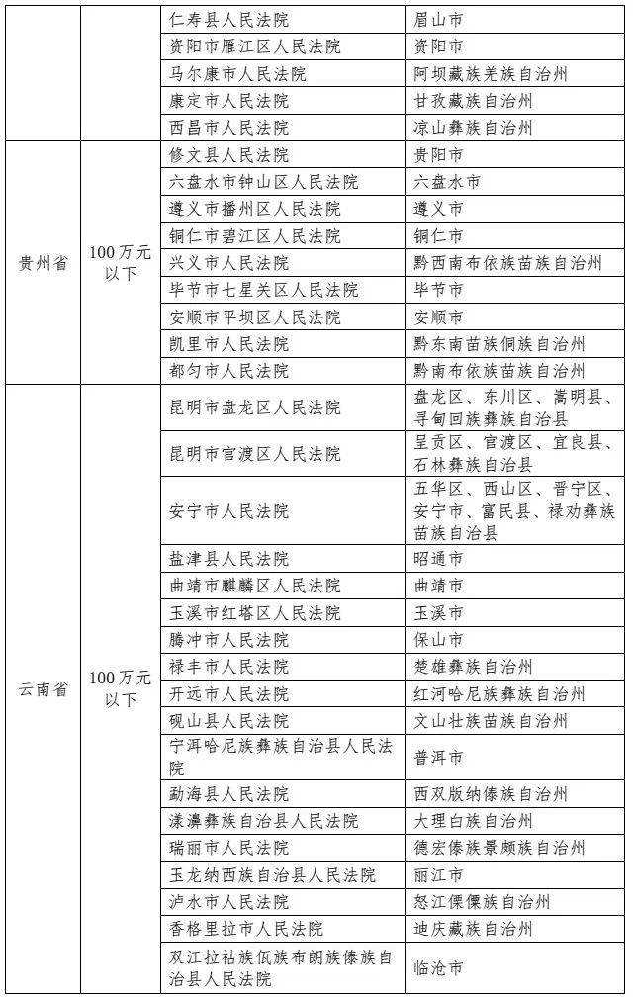 仁寿县人民法院 眉山市
资阳市雁江区人民法院 资阳市
马尔康市人民法院 阿坝藏族羌族自治州
康定市人民法院 甘孜藏族自治州
西昌市人民法院 凉山彝族自治州
贵州省
100万元
以下
修文县人民法院 贵阳市
六盘水市钟山区人民法院 六盘水市
遵义市播州区人民法院 遵义市
铜仁市碧江区人民法院 铜仁市
兴义市人民法院 黔西南布依族苗族自治州
毕节市七星关区人民法院 毕节市
安顺市平坝区人民法院 安顺市
凯里市人民法院 黔东南苗族侗族自治州
都匀市人民法院 黔南布依族苗族自治州
云南省
100万元
以下
昆明市盘龙区人民法院
盘龙区、东川区、嵩明县、
寻甸回族彝族自治县
昆明市官渡区人民法院
呈贡区、官渡区、宜良县、
石林彝族自治县
安宁市人民法院
五华区、西山区、晋宁区、
安宁市、富民县、禄劝彝族
苗族自治县
盐津县人民法院 昭通市
曲靖市麒麟区人民法院 曲靖市
玉溪市红塔区人民法院 玉溪市
腾冲市人民法院 保山市
禄丰市人民法院 楚雄彝族自治州
开远市人民法院 红河哈尼族彝族自治州
砚山县人民法院 文山壮族苗族自治州
宁洱哈尼族彝族自治县人民法
院
普洱市
勐海县人民法院 西双版纳傣族自治州
漾濞彝族自治县人民法院 大理白族自治州
瑞丽市人民法院 德宏傣族景颇族自治州
玉龙纳西族自治县人民法院 丽江市
泸水市人民法院 怒江傈僳族自治州
香格里拉市人民法院 迪庆藏族自治州
双江拉祜族佤族布朗族傣族自
治县人民法院
临沧市